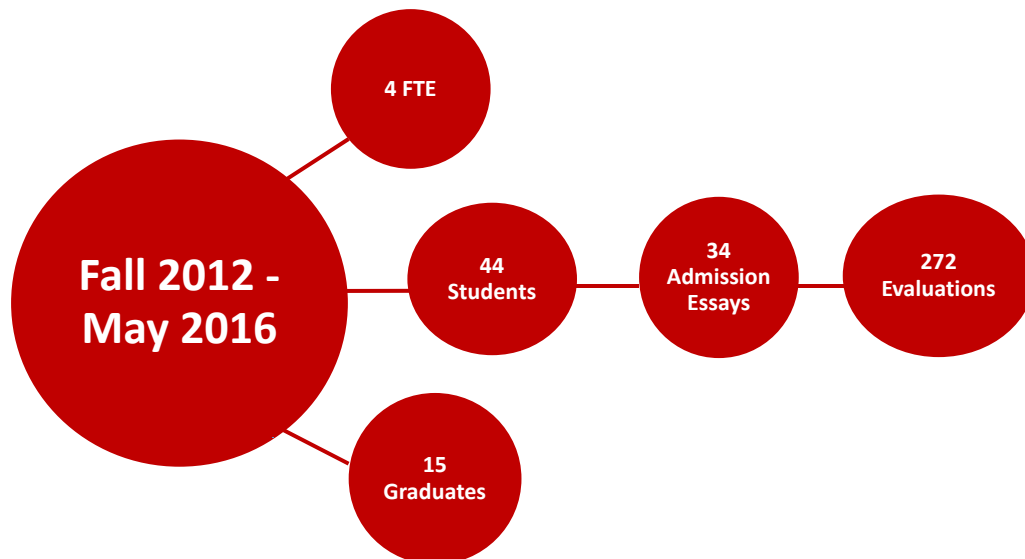 4 FTE
Fall 2012 -
May 2016
44
Students
34
Admission
Essays
272
Evaluations
15
Graduates